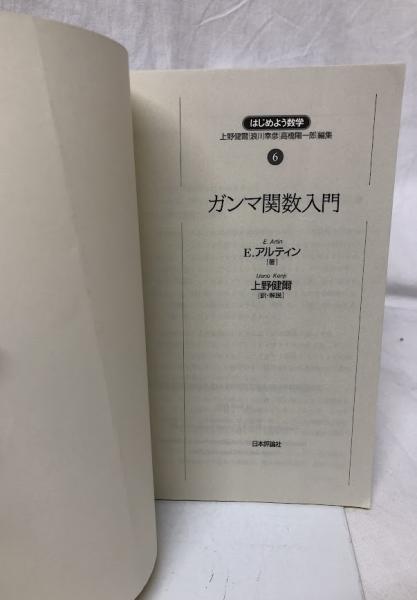 はじめよう数学
上野健爾|浪川幸彦|高橋陽一郎|編集
6
ガンマ関数入門
E. Artin
E.アルティン
[著]
Ueno Kenji
上野健爾
[訳・解説]
日本評論社